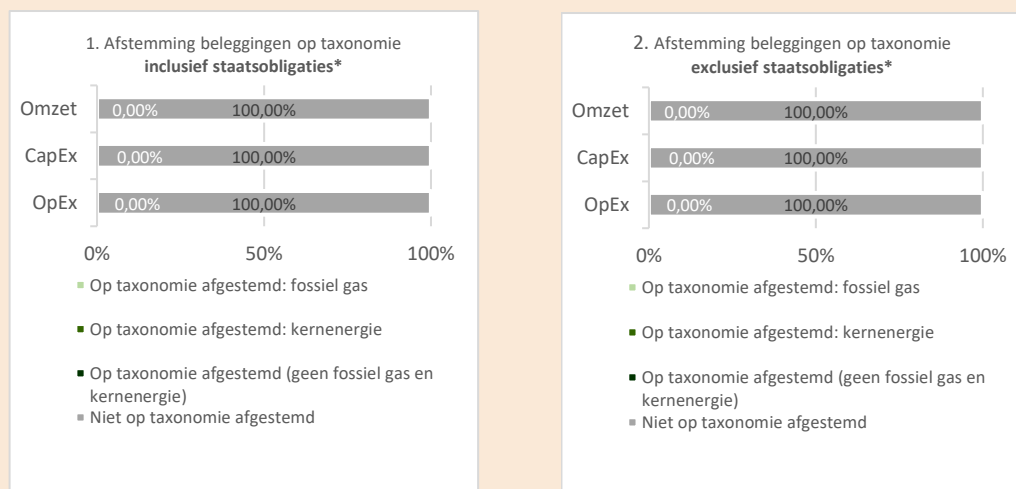 1. Afstemming beleggingen op taxonomie
inclusief staatsobligaties*
Omzet
0,00%
100,00%
CapEx
0,00%
100,00%
OpEx
0,00%
100,00%
0%
50%
100%
Op taxonomie afgestemd: fossiel gas
Op taxonomie afgestemd: kernenergie
Op taxonomie afgestemd (geen fossiel gas en
kernenergie)
Niet op taxonomie afgestemd
2. Afstemming beleggingen op taxonomie
exclusief staatsobligaties*
Omzet
0,00%
100,00%
CapEx
0,00%
100,00%
OpEx
0,00%
100,00%
0%
50%
100%
Op taxonomie afgestemd: fossiel gas
Op taxonomie afgestemd: kernenergie
Op taxonomie afgestemd (geen fossiel gas en
kernenergie)
Niet op taxonomie afgestemd